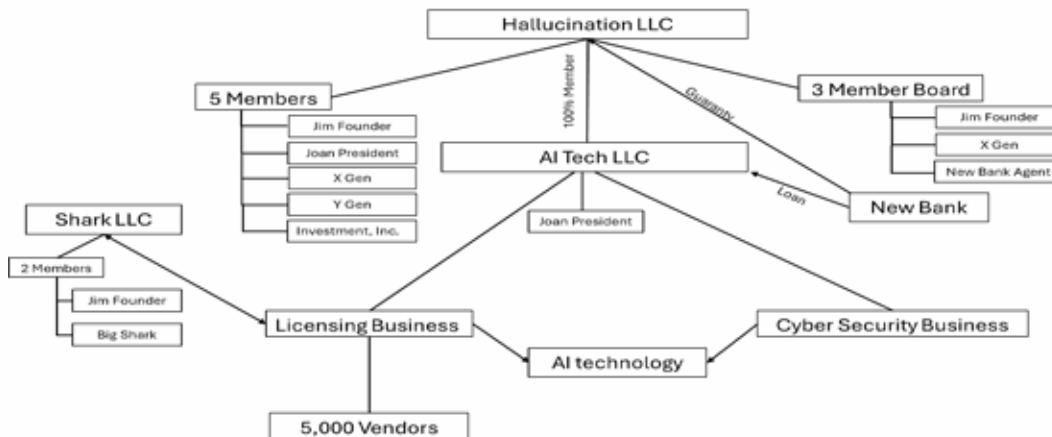 Hallucination LLC
5 Members
Jim Founder
Joan President
X Gen
Y Gen
Investment, Inc.
100% Member
Guaranty
3 Member Board
Jim Founder
X Gen
New Bank Agent
AI Tech LLC
Joan President
Loan
New Bank
Shark LLC
2 Members
Jim Founder
Big Shark
Licensing Business
Cyber Security Business
AI technology
5,000 Vendors